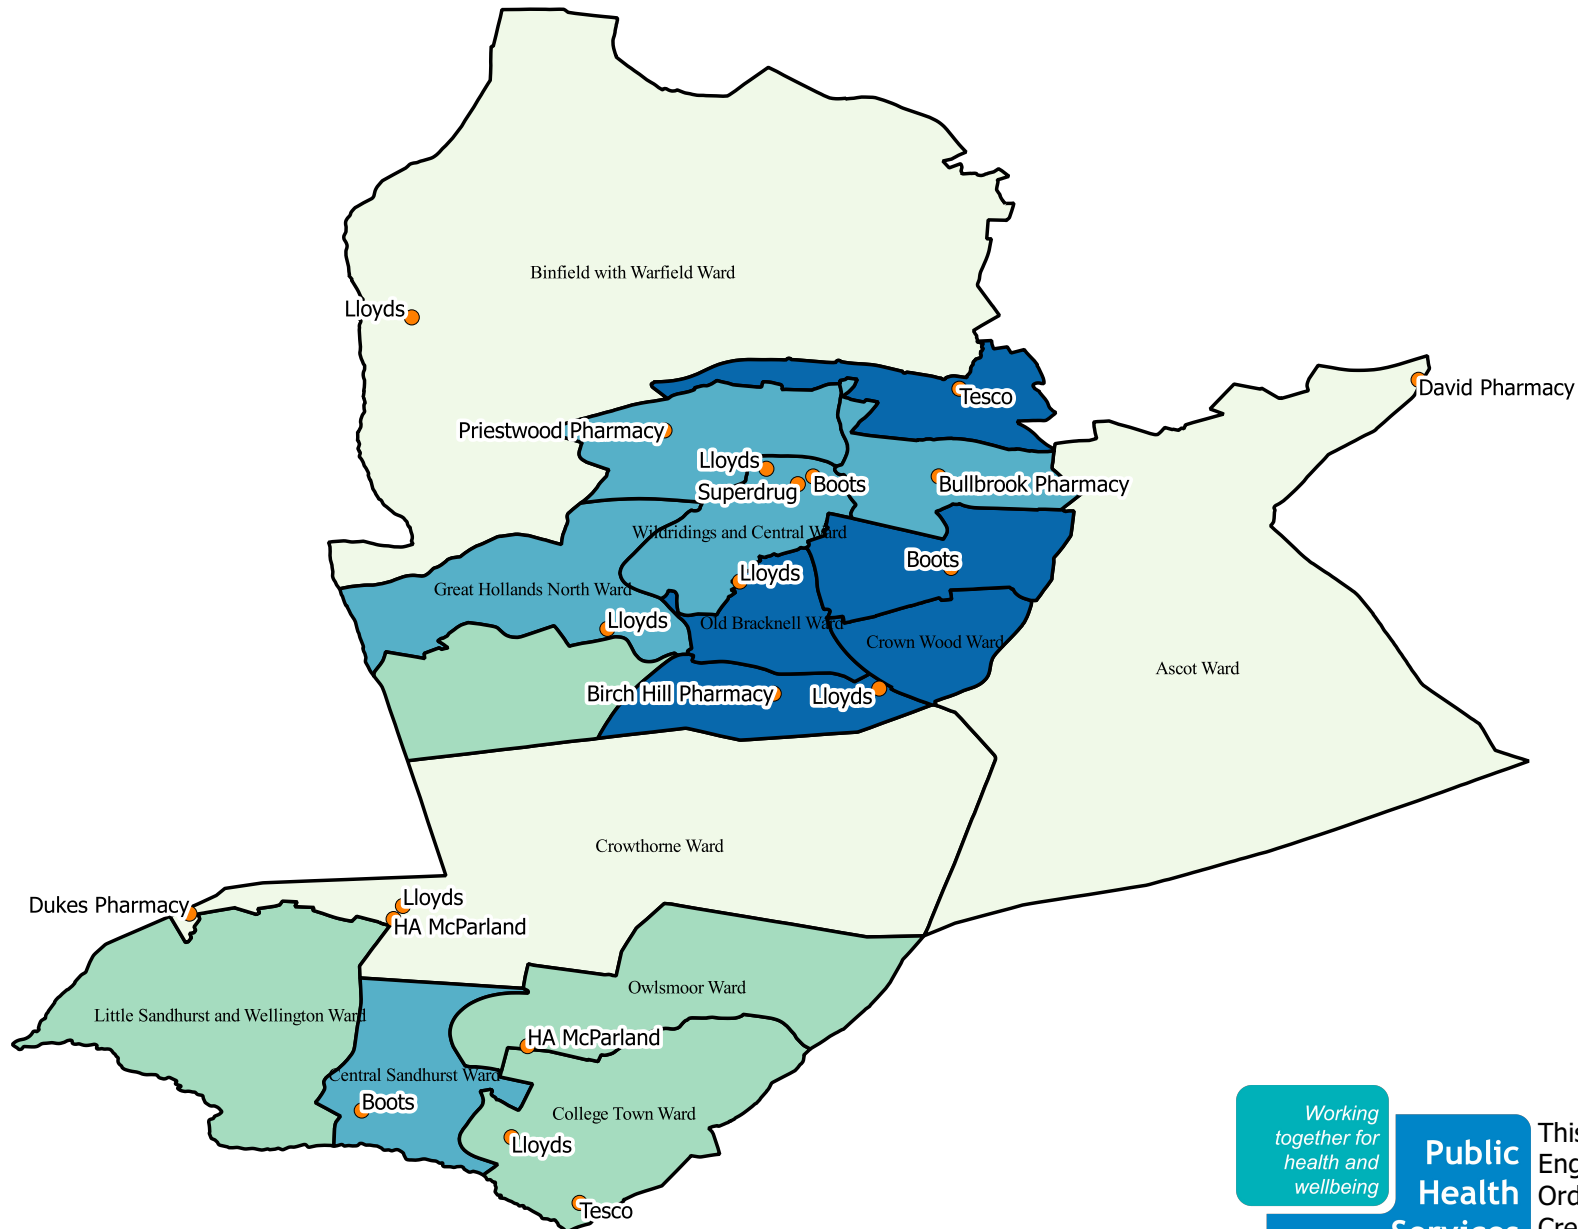 Binfield with Warfield Ward
Lloyds
Tesco
David Pharmacy
Priestwood Pharmacy
Lloyds
Boots
Superdrug
Bullbrook Pharmacy
Wildridings and Central Ward
Boots
Lloyds
Great Hollands North Ward
Lloyds
Old Bracknell Ward
Crown Wood Ward
Ascot Ward
Birch Hill Pharmacy
Lloyds
Crowthorne Ward
Lloyds
Dukes Pharmacy
HA McParland
Owlsmoor Ward
Little Sandhurst and Wellington Ward
HA McParland
Central Sandhurst Ward
Boots
College Town Ward
Lloyds
Tesco
Working
together for
health and
wellbeing
Public
Health
Services
This
Eng
Ord
Cre